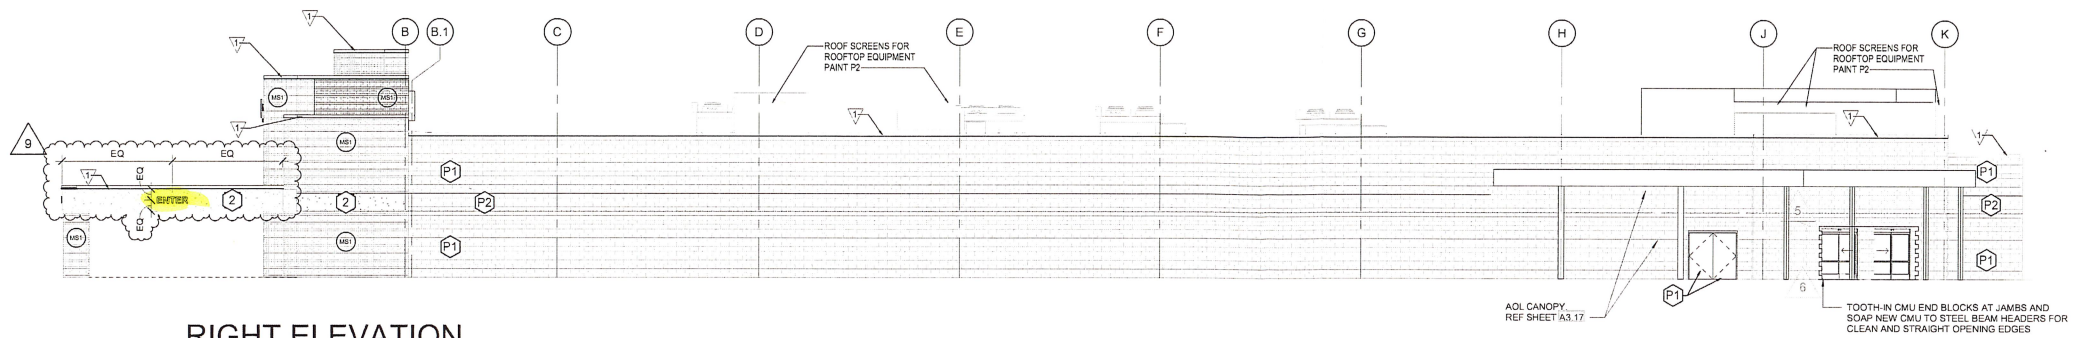 B
B.1
C
D
E
F
G
H
J
K
1
1
1
1
1
1
1
1
ROOF SCREENS FOR
ROOFTOP EQUIPMENT
PAINT P2
ROOF SCREENS FOR
ROOFTOP EQUIPMENT
PAINT P2
MS1
MS1
MS1
9
EQ
EQ
EQ
ENTER
2
2
P2
EQ
MS1
MS1
P1
P1
P1
P2
P1
5
6
P1
AOL CANOPY
REF SHEET A3.17
TOOTH-IN CMU END BLOCKS AT JAMBS AND
SOAP NEW CMU TO STEEL BEAM HEADERS FOR
CLEAN AND STRAIGHT OPENING EDGES
RIGHT ELEVATION